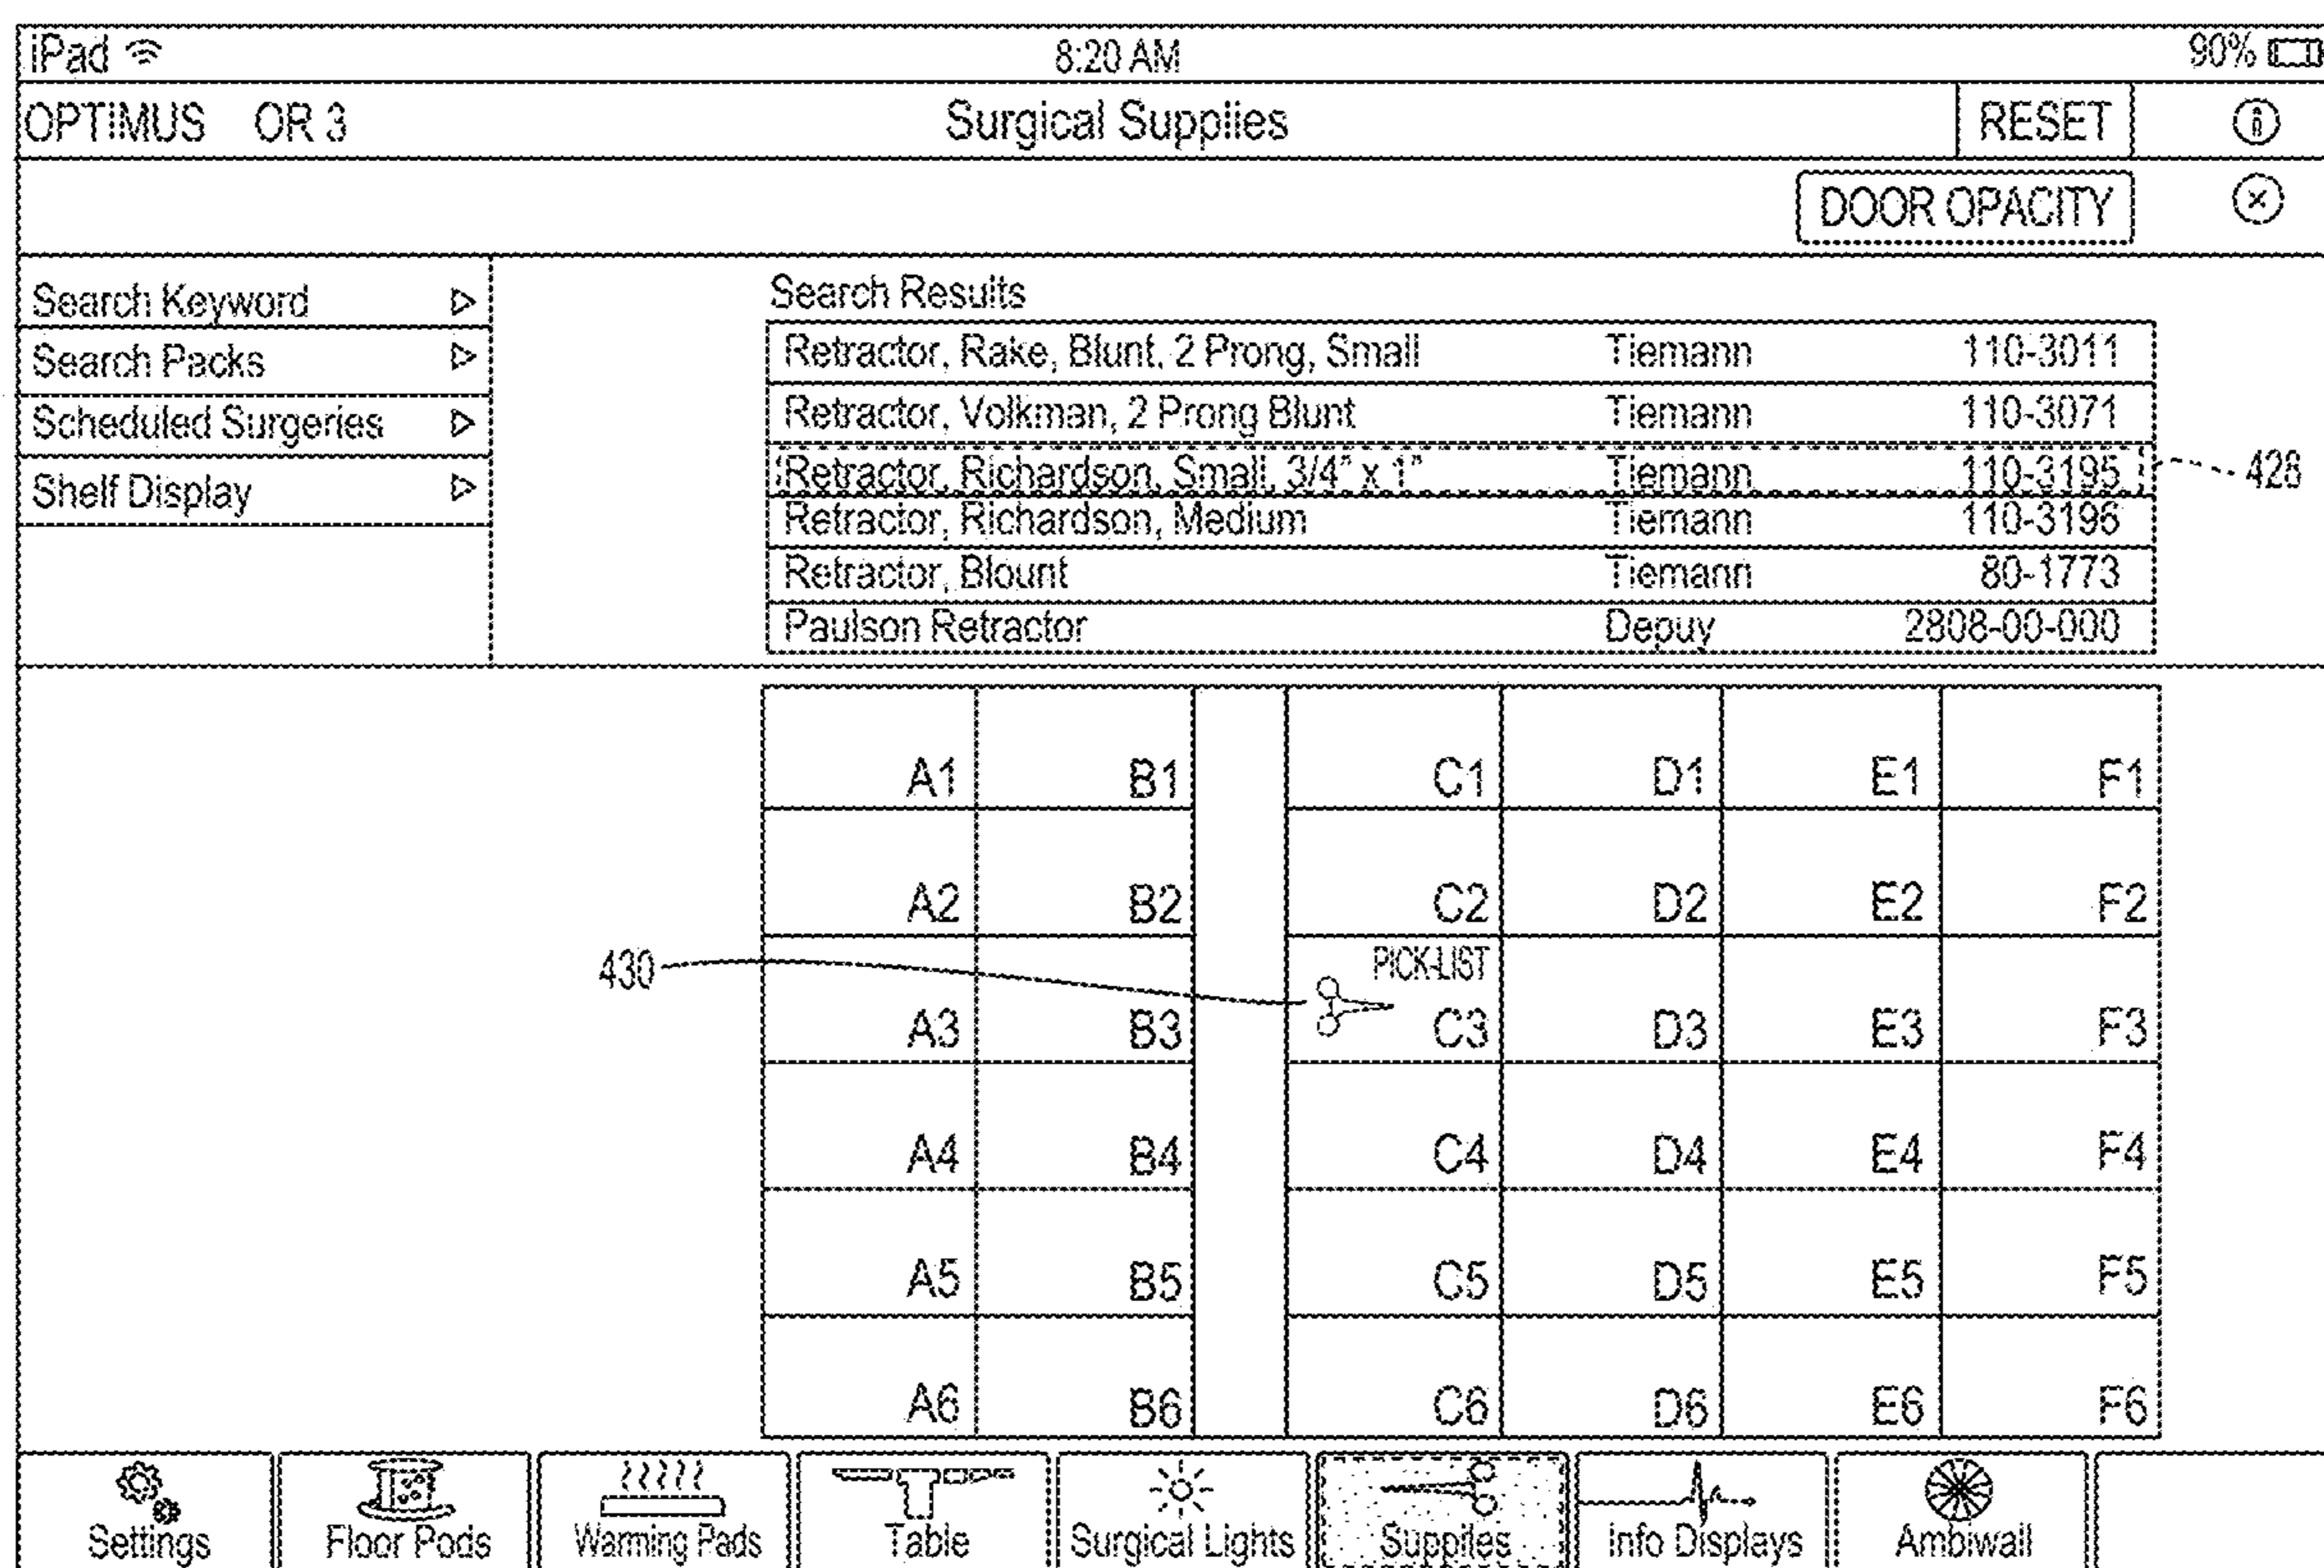 iPad 8:20 AM 90%
OPTIMUS OR 3 Surgical Supplies RESET
DOOR OPACITY
Search Keyword
Search Packs
Scheduled Surgeries
Shelf Display
Search Results
Retractor, Rake, Blunt, 2 Prong, Small Tiemann 110-3011
Retractor, Volkman, 2 Prong Blunt Tiemann 110-3071
Retractor, Richardson, Small, 3/4" x 1" Tiemann 110-3195
428
Retractor, Richardson, Medium Tiemann 110-3196
Retractor, Blount Tiemann 80-1773
Paulson Retractor Depuy 2808-00-000
A1 B1 C1 D1 E1 F1
A2 B2 C2 D2 E2 F2
430
PICK-LIST
A3 B3 C3 D3 E3 F3
A4 B4 C4 D4 E4 F4
A5 B5 C5 D5 E5 F5
A6 B6 C6 D6 E6 F6
Settings Floor Pods Warming Pads Table Surgical Lights Supplies Info Displays Ambiwall